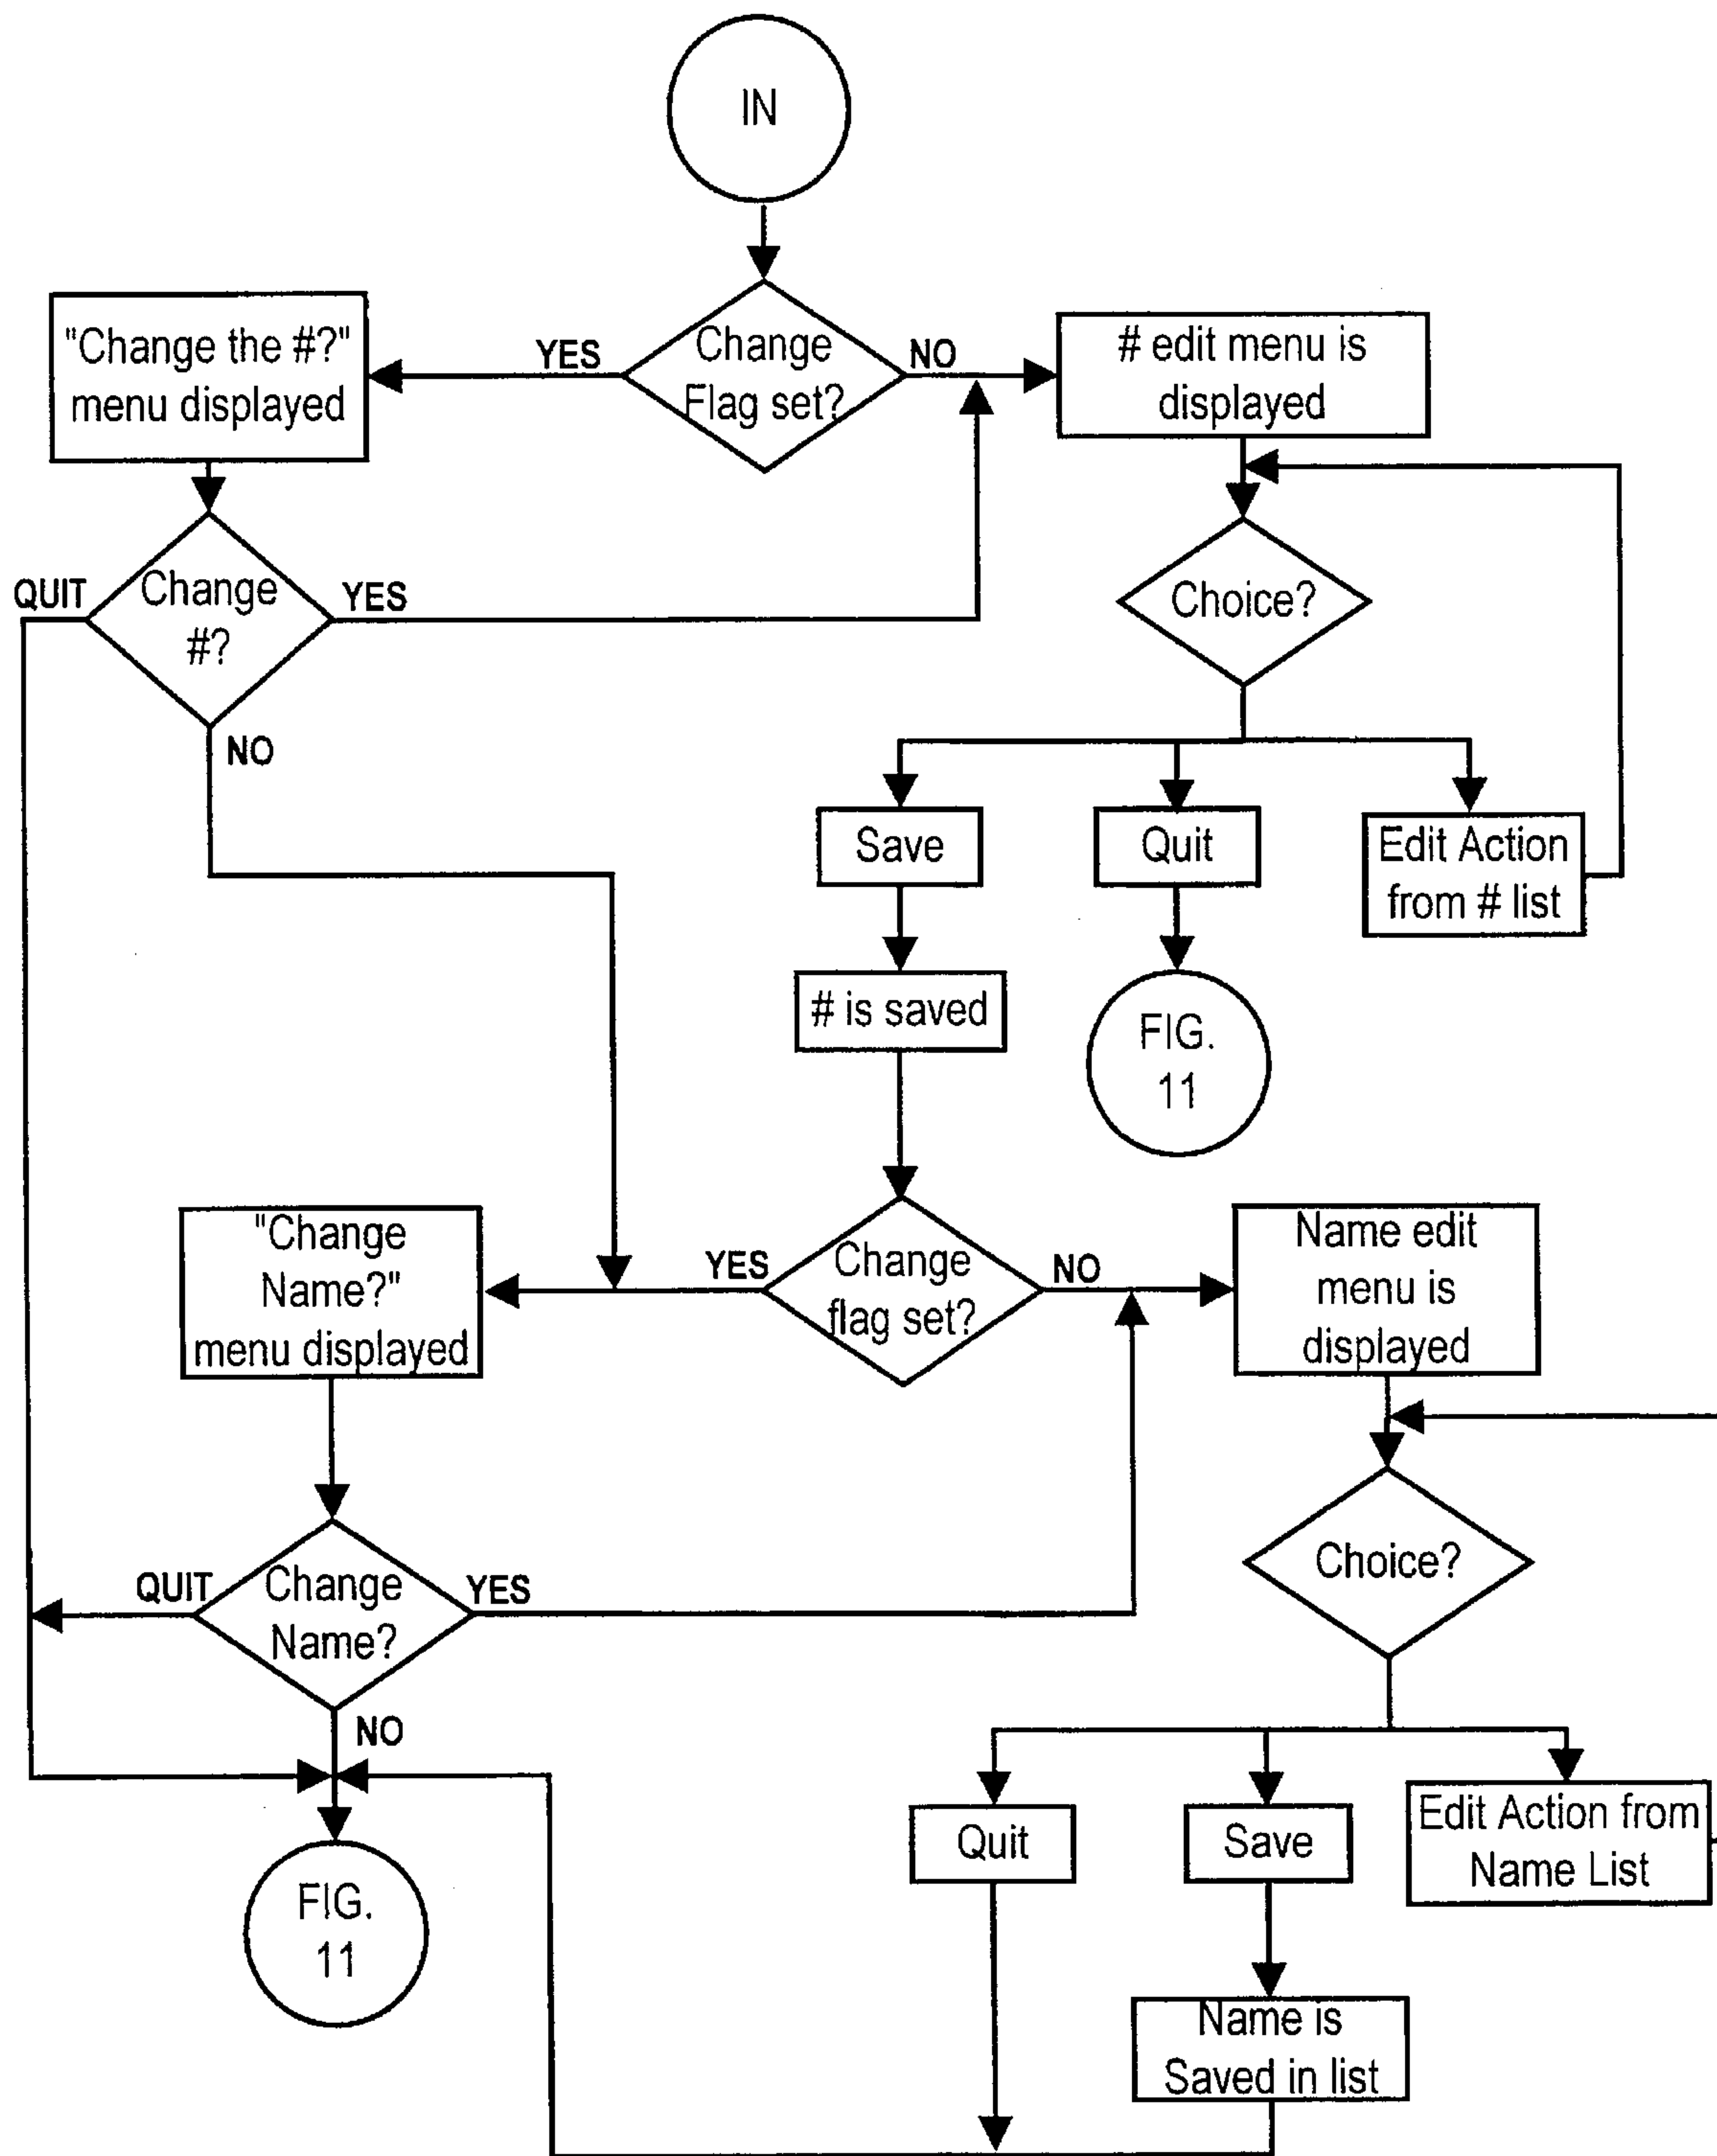 IN
"Change the #?"
menu displayed
YES
Change
Flag set?
NO
# edit menu is
displayed
QUIT
Change
#?
YES
NO
Choice?
Save
Quit
Edit Action
from # list
# is saved
FIG.
11
"Change
Name?"
menu displayed
YES
Change
flag set?
NO
Name edit
menu is
displayed
QUIT
Change
Name?
YES
NO
Choice?
Quit
Save
Edit Action from
Name List
FIG.
11
Name is
Saved in list